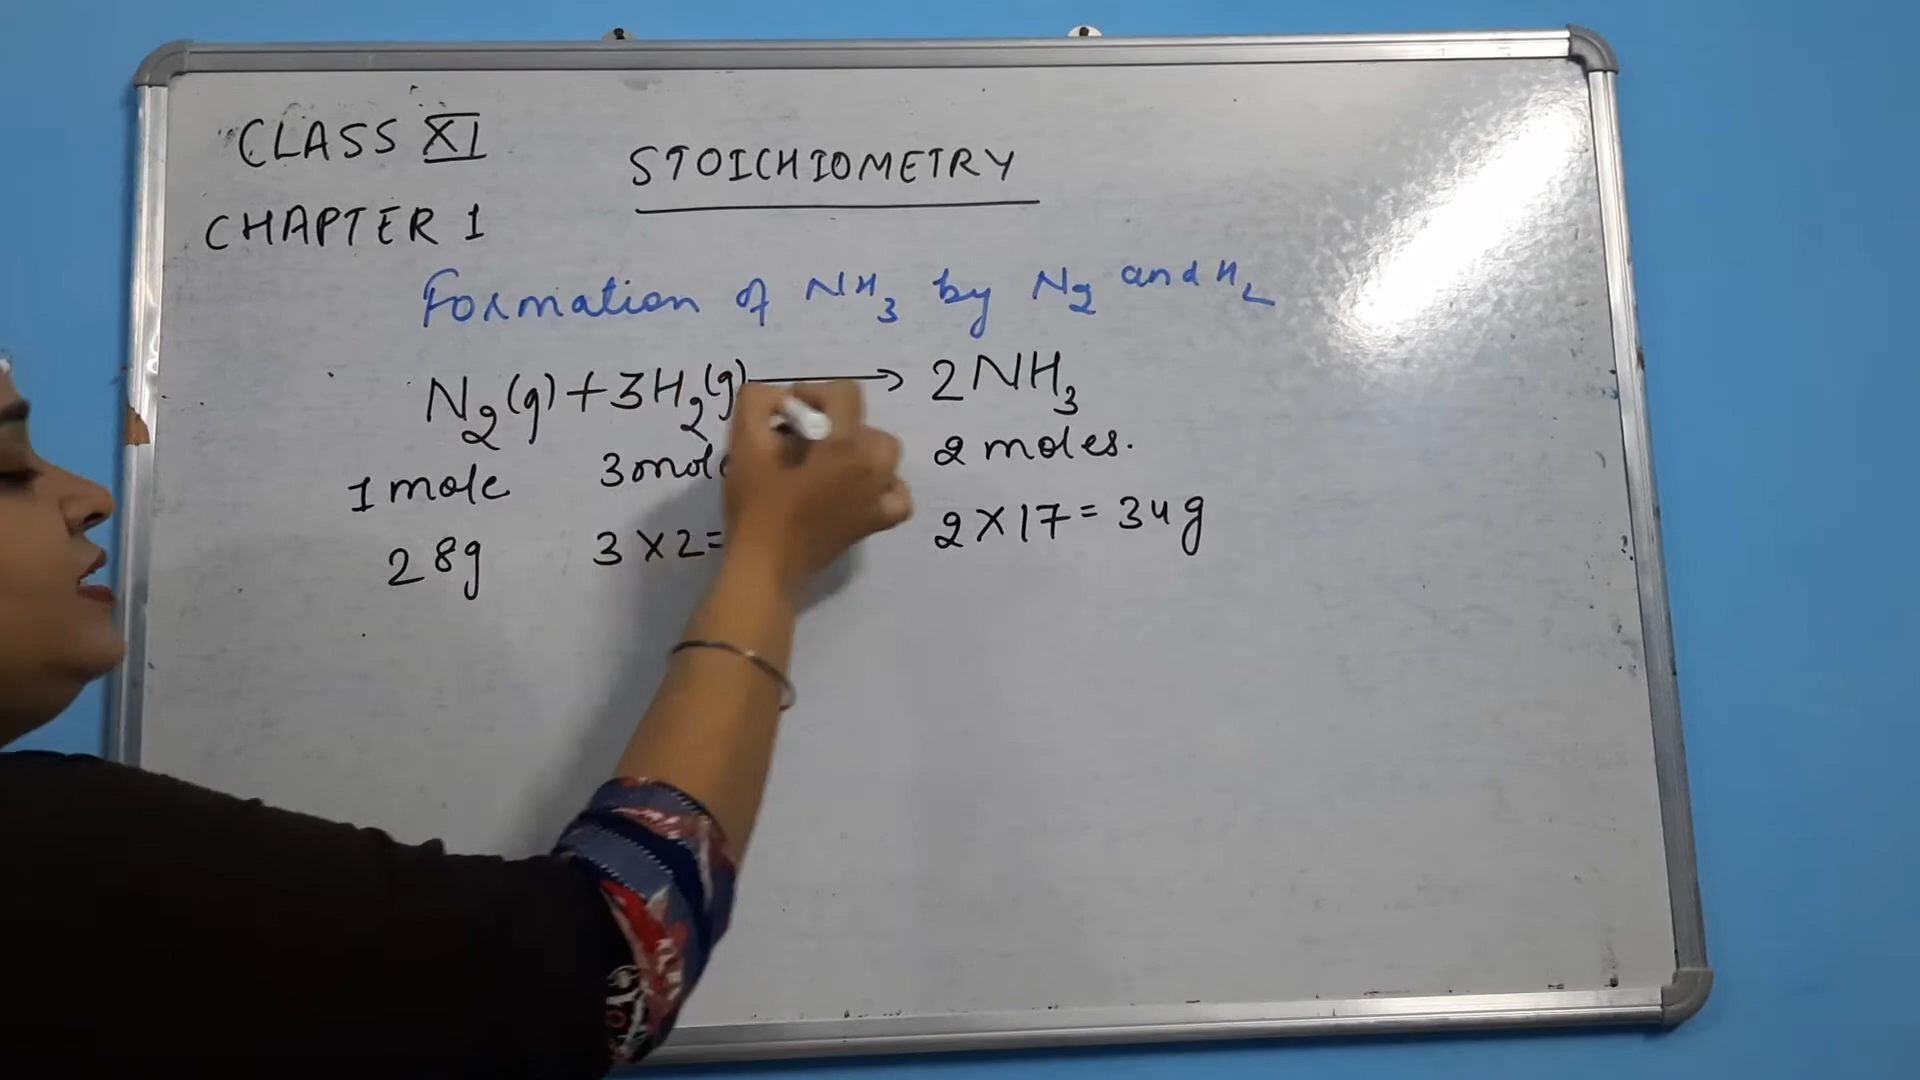 CLASS XI
CHAPTER 1
STOICHIOMETRY
Formation of NH₃ by N₂ and H₂
N₂(g) + 3H₂(g) → 2NH₃
1 mole 2 moles.
28g 3 X 2 = 2 X 17 = 34g